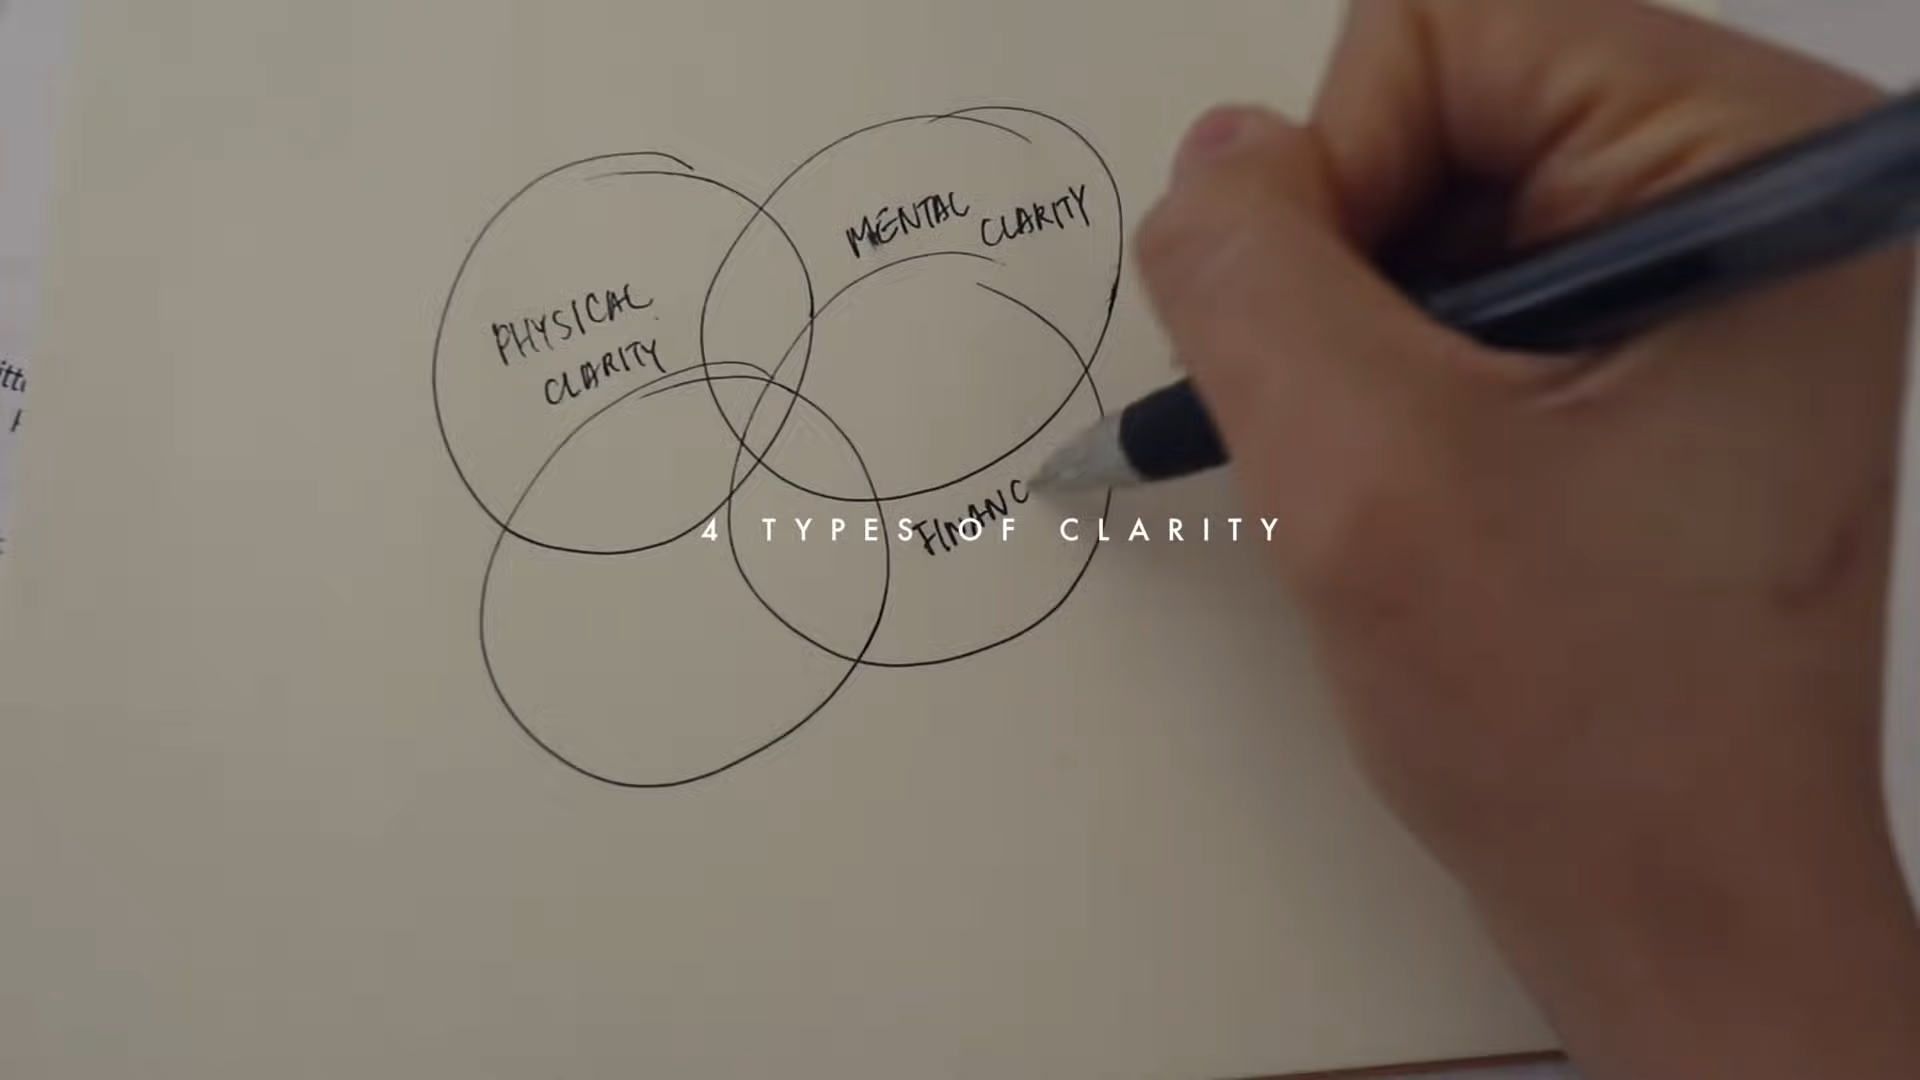 MENTAL CLARITY
PHYSICAL
CLARITY
FINANC
4 TYPES OF CLARITY